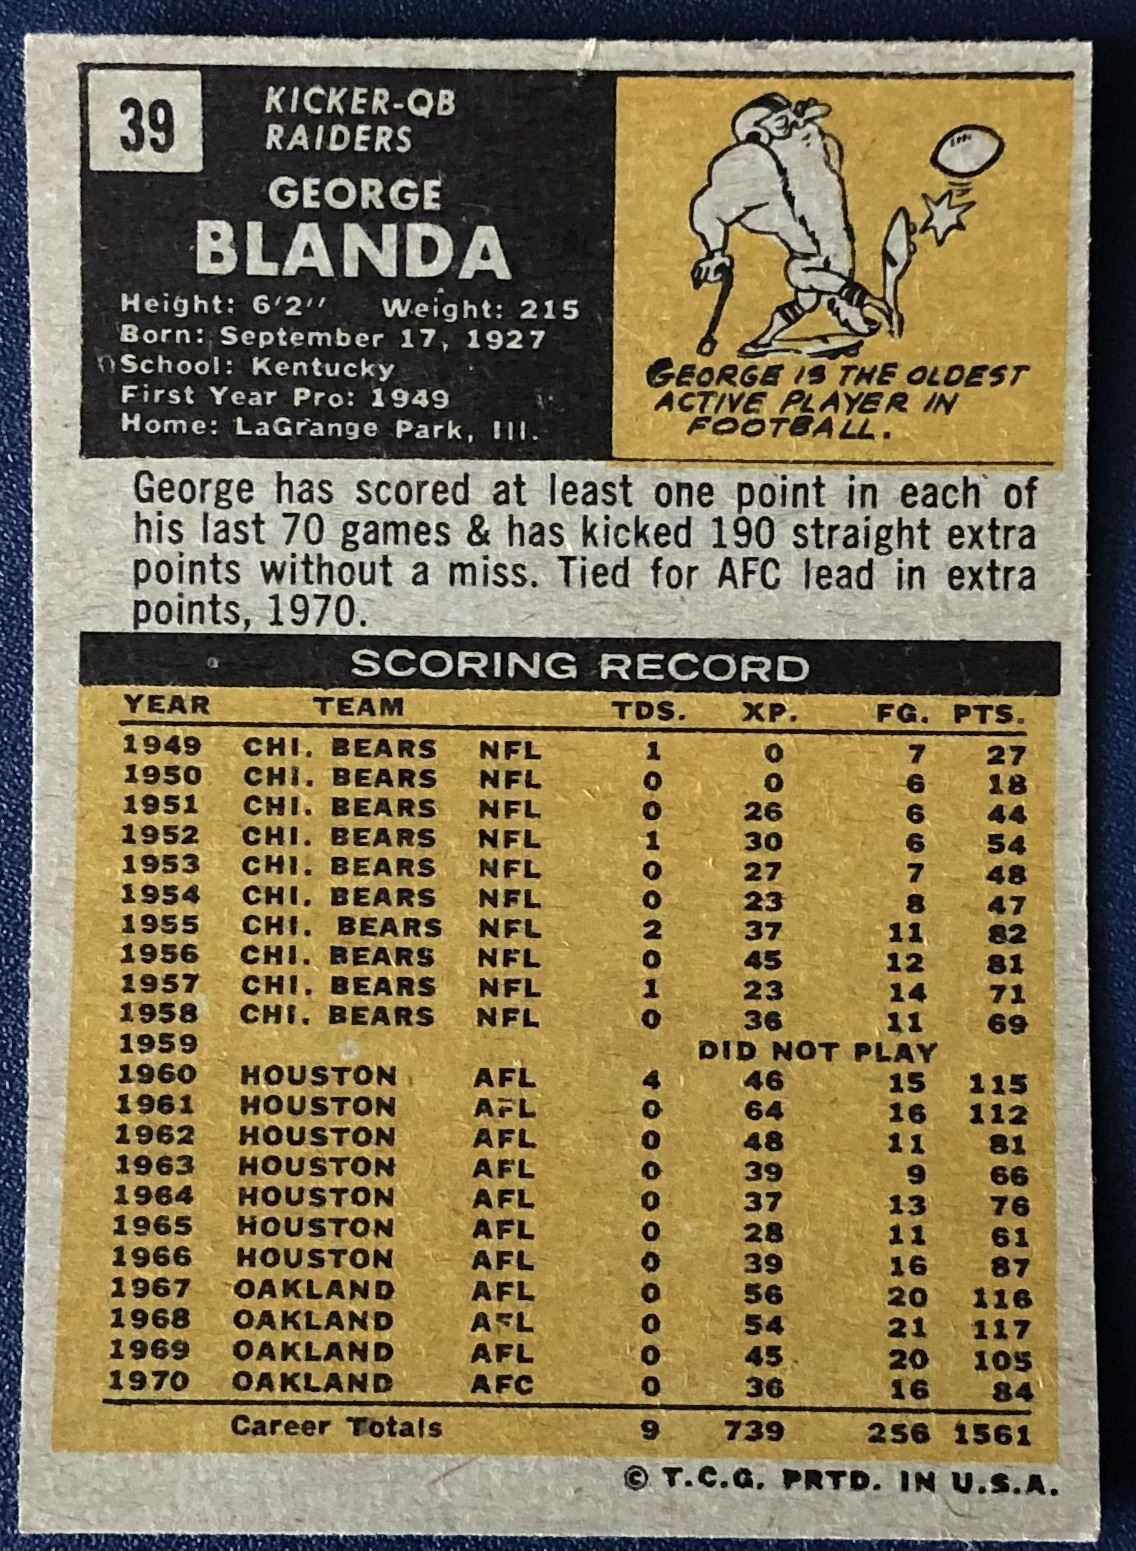 39
KICKER-QB
RAIDERS
GEORGE
BLANDA
Height: 6'2" Weight: 215
Born: September 17, 1927
School: Kentucky
First Year Pro: 1949
Home: LaGrange Park, Ill.
GEORGE IS THE OLDEST
ACTIVE PLAYER IN
FOOTBALL.
George has scored at least one point in each of
his last 70 games & has kicked 190 straight extra
points without a miss. Tied for AFC lead in extra
points, 1970.
SCORING RECORD
YEAR TEAM TDS. XP. FG. PTS.
1949 CHI. BEARS NFL 1 0 7 27
1950 CHI. BEARS NFL 0 0 6 18
1951 CHI. BEARS NFL 0 26 6 44
1952 CHI. BEARS NFL 1 30 6 54
1953 CHI. BEARS NFL 0 27 7 48
1954 CHI. BEARS NFL 0 23 8 47
1955 CHI. BEARS NFL 2 37 11 82
1956 CHI. BEARS NFL 0 45 12 81
1957 CHI. BEARS NFL 1 23 14 71
1958 CHI. BEARS NFL 0 36 11 69
1959 DID NOT PLAY
1960 HOUSTON AFL 4 46 15 115
1961 HOUSTON AFL 0 64 16 112
1962 HOUSTON AFL 0 48 11 81
1963 HOUSTON AFL 0 39 9 66
1964 HOUSTON AFL 0 37 13 76
1965 HOUSTON AFL 0 28 11 61
1966 HOUSTON AFL 0 39 16 87
1967 OAKLAND AFL 0 56 20 116
1968 OAKLAND AFL 0 54 21 117
1969 OAKLAND AFL 0 45 20 105
1970 OAKLAND AFC 0 36 16 84
Career Totals 9 739 256 1561
© T.C.G. PRTD. IN U.S.A.